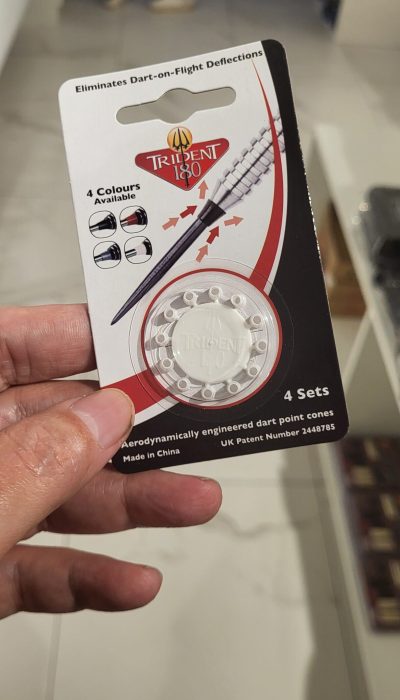 Eliminates Dart-on-Flight Deflections
TRIDENT
180
4 Colours
Available
TRIDENT
180
4 Sets
Aerodynamically engineered dart point cones
Made in China
UK Patent Number 2448785